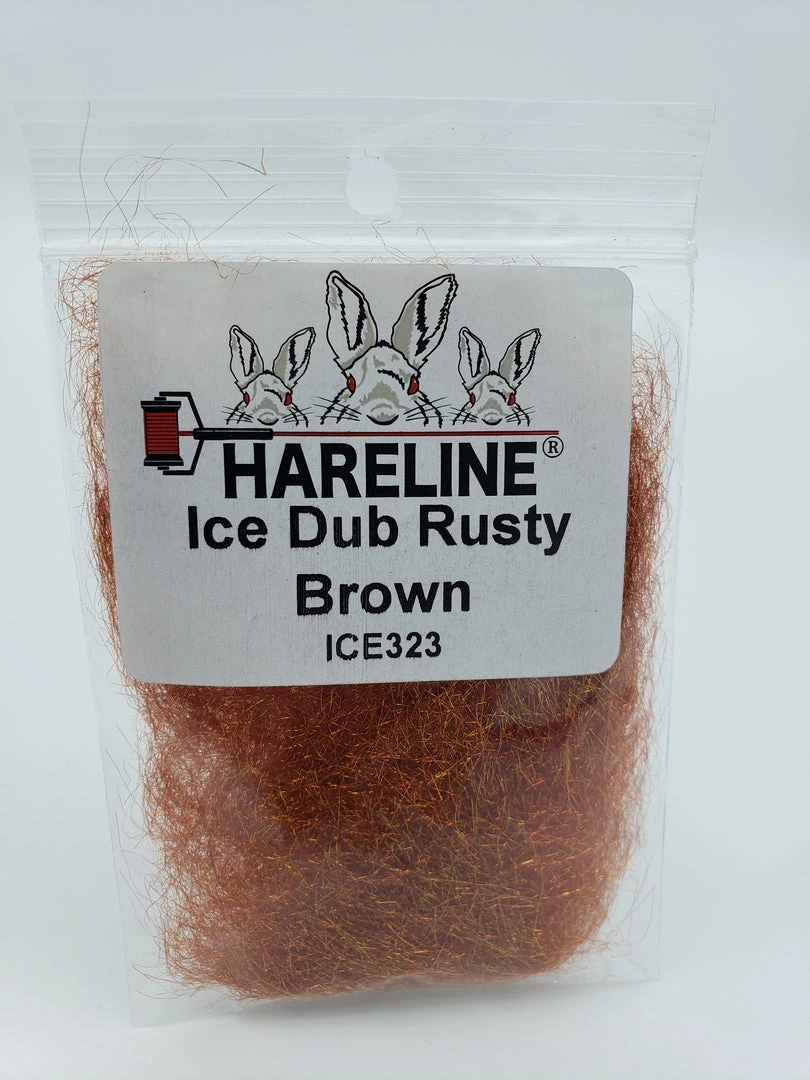 HARELINE®
Ice Dub Rusty
Brown
ICE323